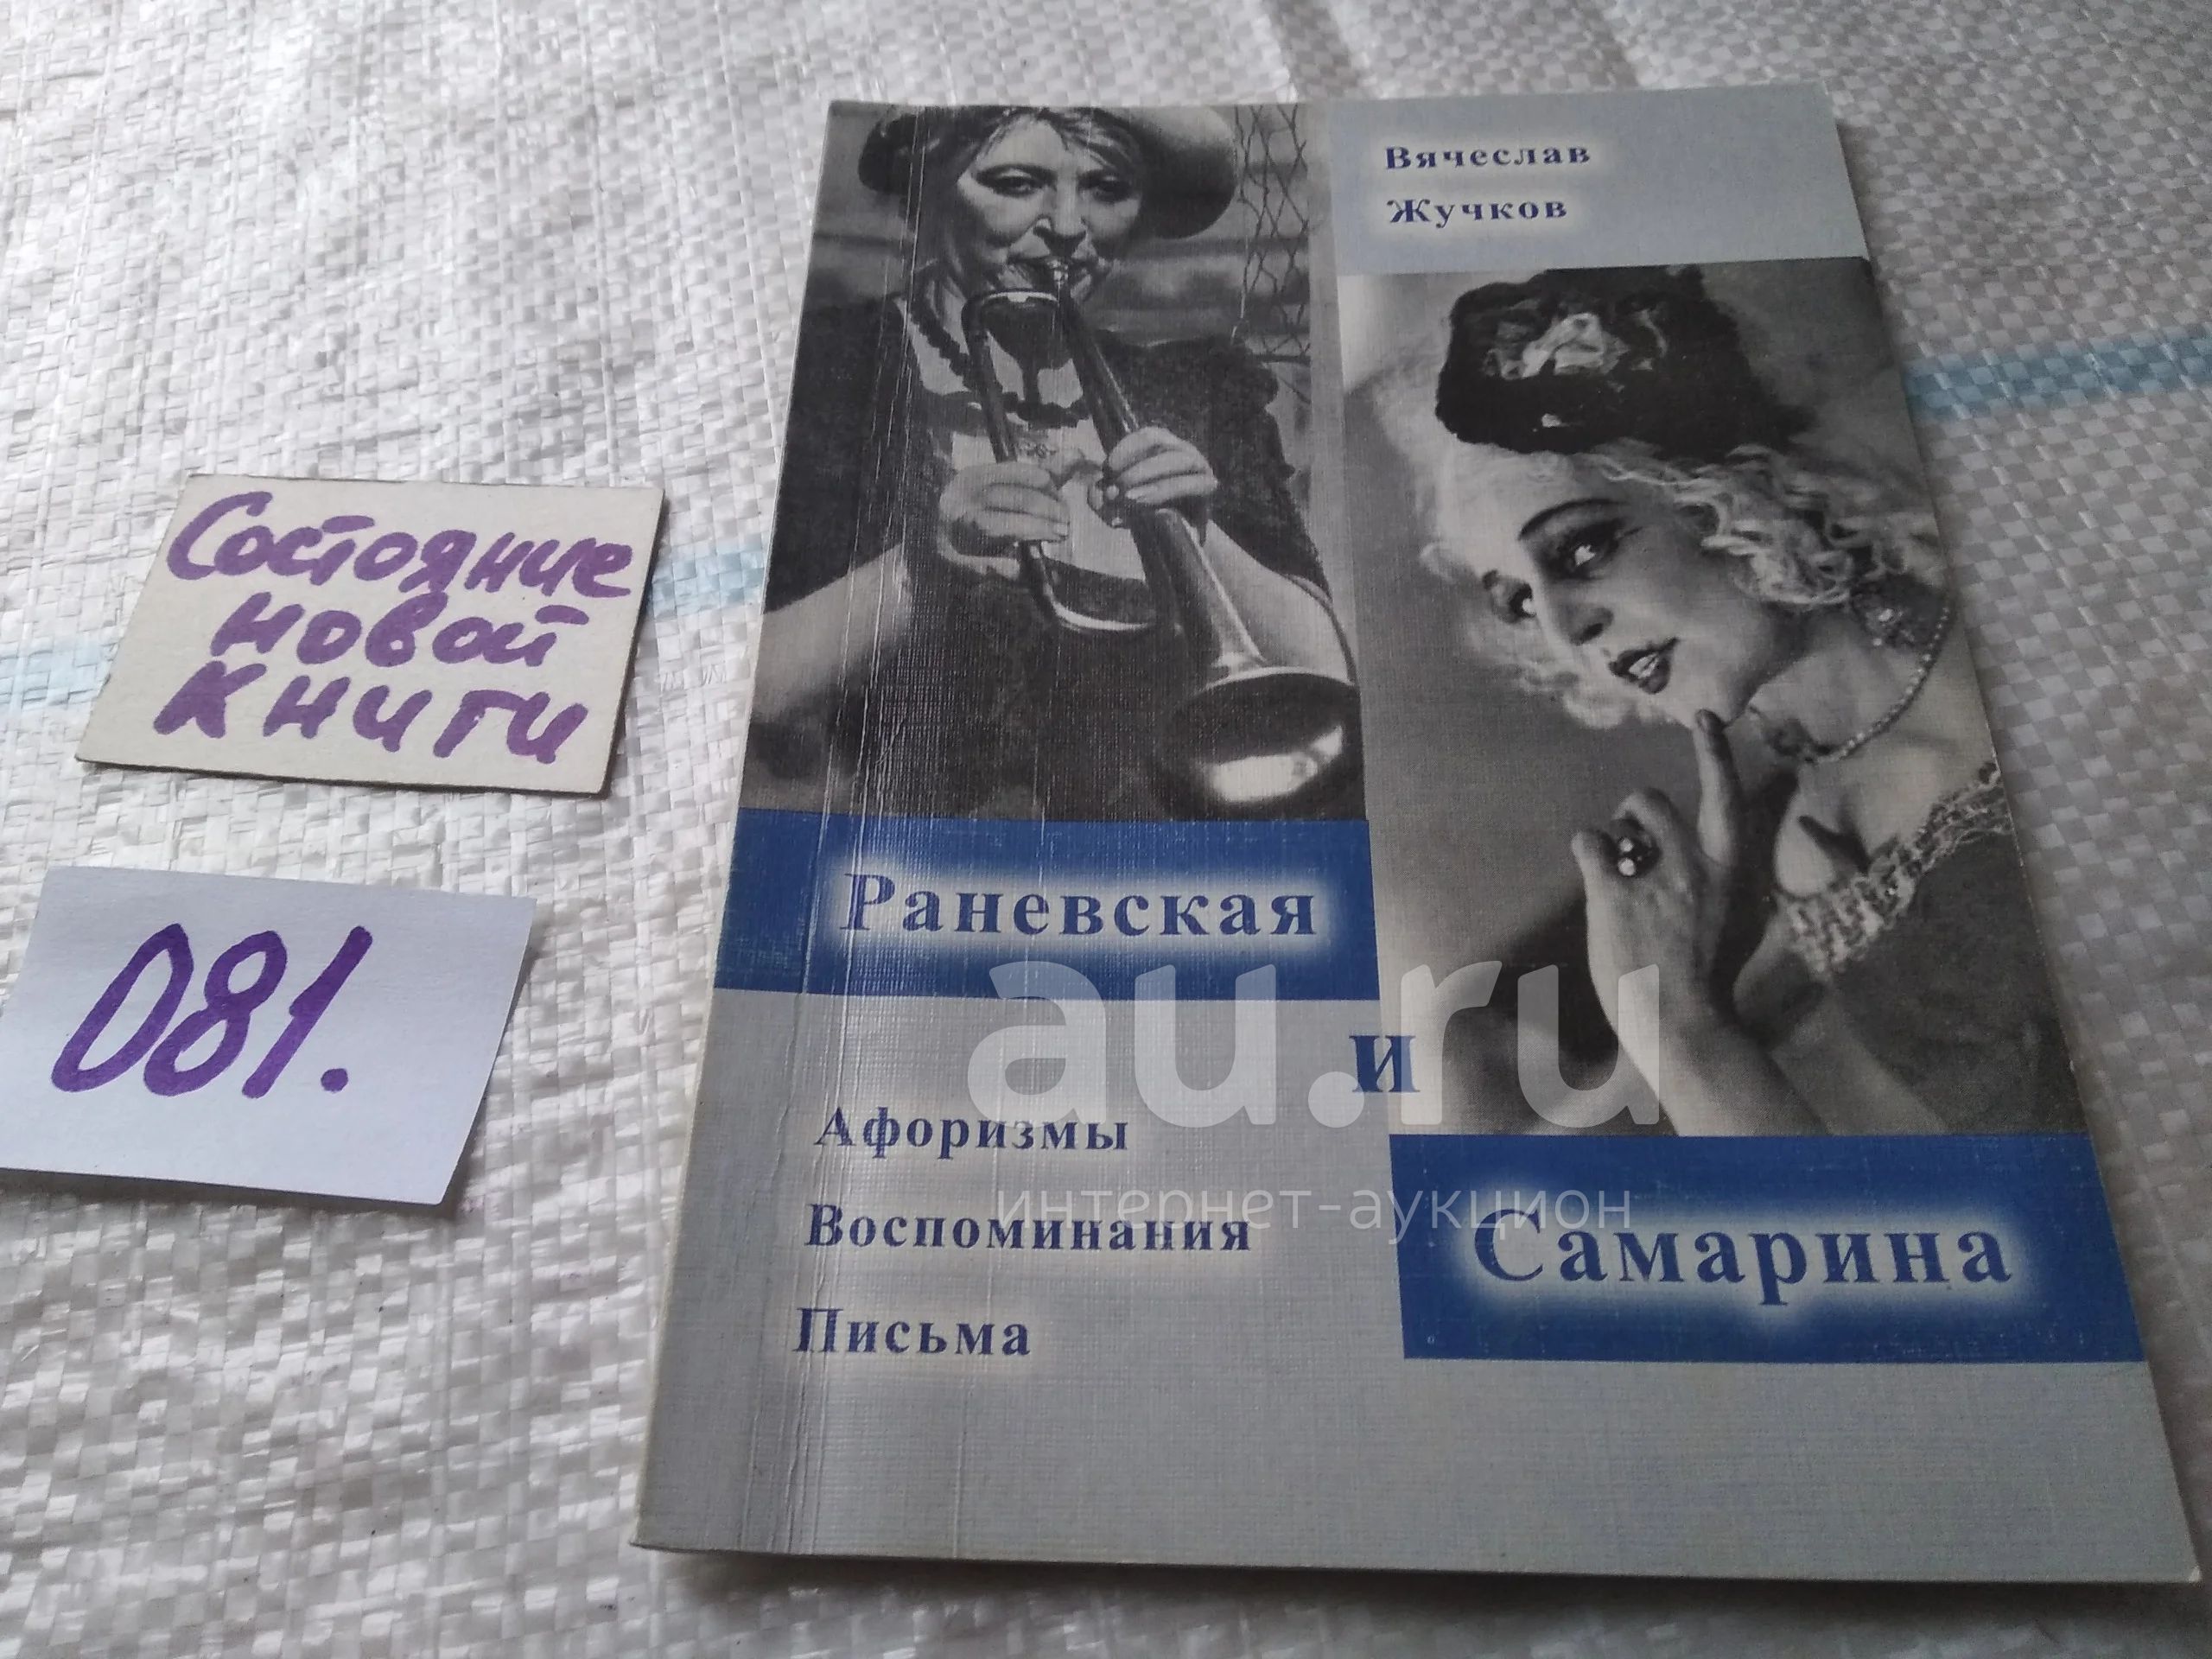 Вячеслав
Жучков
Состояние
новой
книги
081.
Раневская
и
Самарина
Афоризмы
Воспоминания
Письма
au.ru
интернет-аукцион